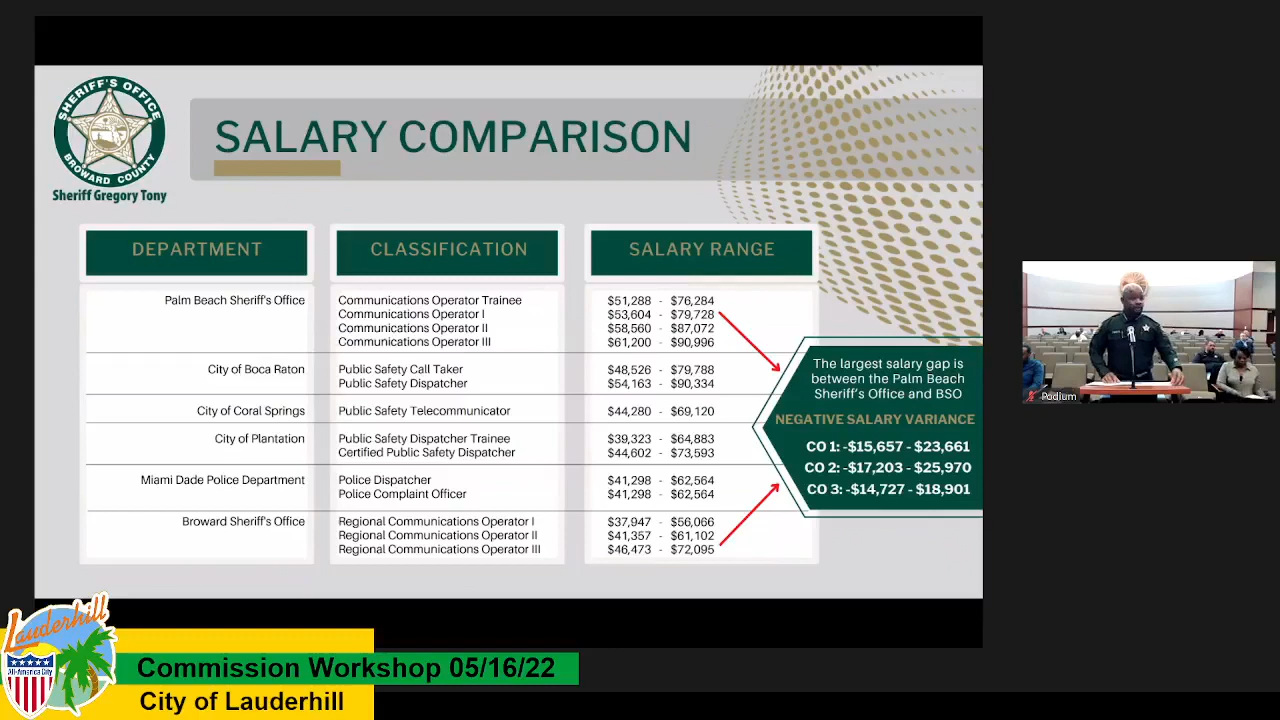 SHERIFF'S OFFICE
BROWARD COUNTY
Sheriff Gregory Tony
SALARY COMPARISON
DEPARTMENT CLASSIFICATION SALARY RANGE
Palm Beach Sheriff's Office Communications Operator Trainee $51,288 - $76,284
Communications Operator I $53,604 - $79,728
Communications Operator II $58,560 - $87,072
Communications Operator III $61,200 - $90,996
City of Boca Raton Public Safety Call Taker $48,526 - $79,788
Public Safety Dispatcher $54,163 - $90,334
City of Coral Springs Public Safety Telecommunicator $44,280 - $69,120
City of Plantation Public Safety Dispatcher Trainee $39,323 - $64,883
Certified Public Safety Dispatcher $44,602 - $73,593
Miami Dade Police Department Police Dispatcher $41,298 - $62,564
Police Complaint Officer $41,298 - $62,564
Broward Sheriff's Office Regional Communications Operator I $37,947 - $56,066
Regional Communications Operator II $41,357 - $61,102
Regional Communications Operator III $46,473 - $72,095
The largest salary gap is
between the Palm Beach
Sheriff's Office and BSO
NEGATIVE SALARY VARIANCE
CO 1: -$15,657 - $23,661
CO 2: -$17,203 - $25,970
CO 3: -$14,727 - $18,901
Podium
Lauderhill
All-America City
Commission Workshop 05/16/22
City of Lauderhill